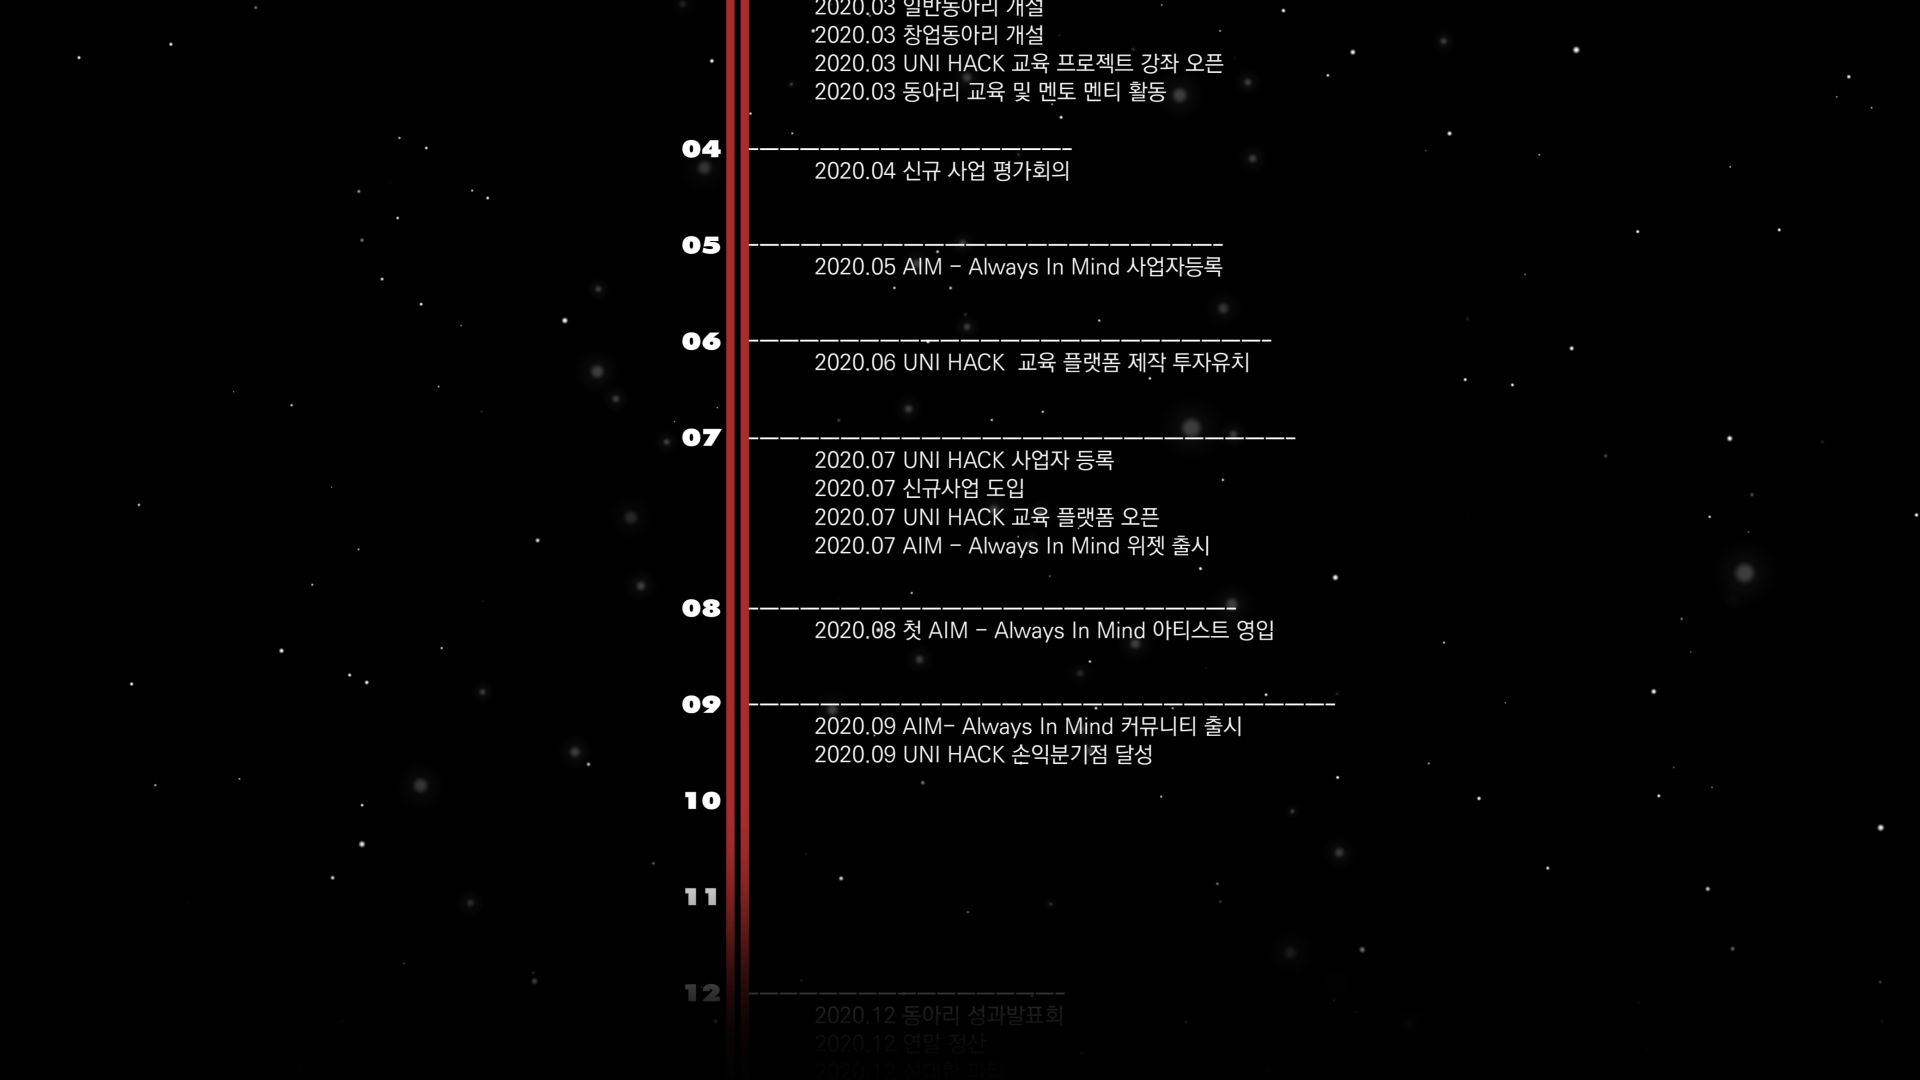 2020.03 일반동아리 개설
2020.03 창업동아리 개설
2020.03 UNI HACK 교육 프로젝트 강좌 오픈
2020.03 동아리 교육 및 멘토 멘티 활동
04
2020.04 신규 사업 평가회의
05
2020.05 AIM - Always In Mind 사업자등록
06
2020.06 UNI HACK 교육 플랫폼 제작 투자유치
07
2020.07 UNI HACK 사업자 등록
2020.07 신규사업 도입
2020.07 UNI HACK 교육 플랫폼 오픈
2020.07 AIM - Always In Mind 위젯 출시
08
2020.08 첫 AIM - Always In Mind 아티스트 영입
09
2020.09 AIM- Always In Mind 커뮤니티 출시
2020.09 UNI HACK 손익분기점 달성
10
11
12
2020.12 동아리 성과발표회
2020.12 연말 정산
2020.12